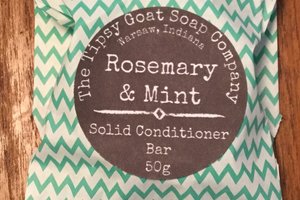 The Tipsy Goat Soap Company
Warsaw, Indiana
Rosemary
& Mint
Solid Conditioner
Bar
50g